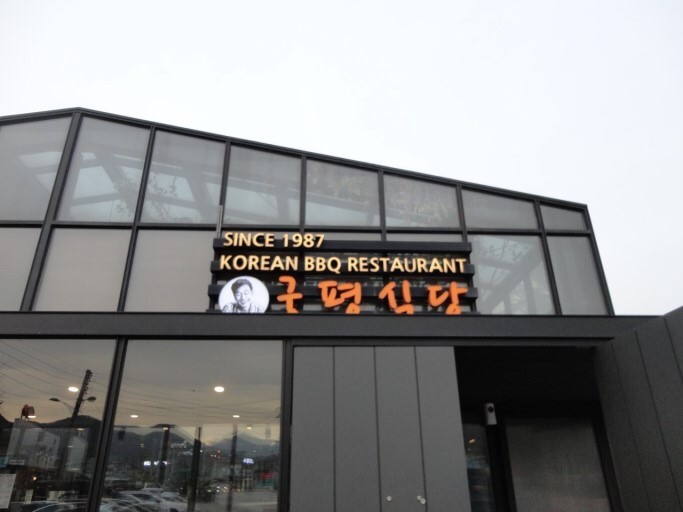 SINCE 1987
KOREAN BBQ RESTAURANT
국평식당